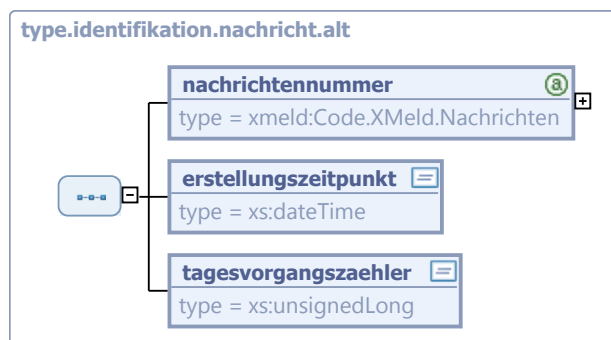 type.identifikation.nachricht.alt
nachrichtennummer
type = xmeld:Code.XMeld.Nachrichten
erstellungszeitpunkt
type = xs:dateTime
tagesvorgangszaehler
type = xs:unsignedLong